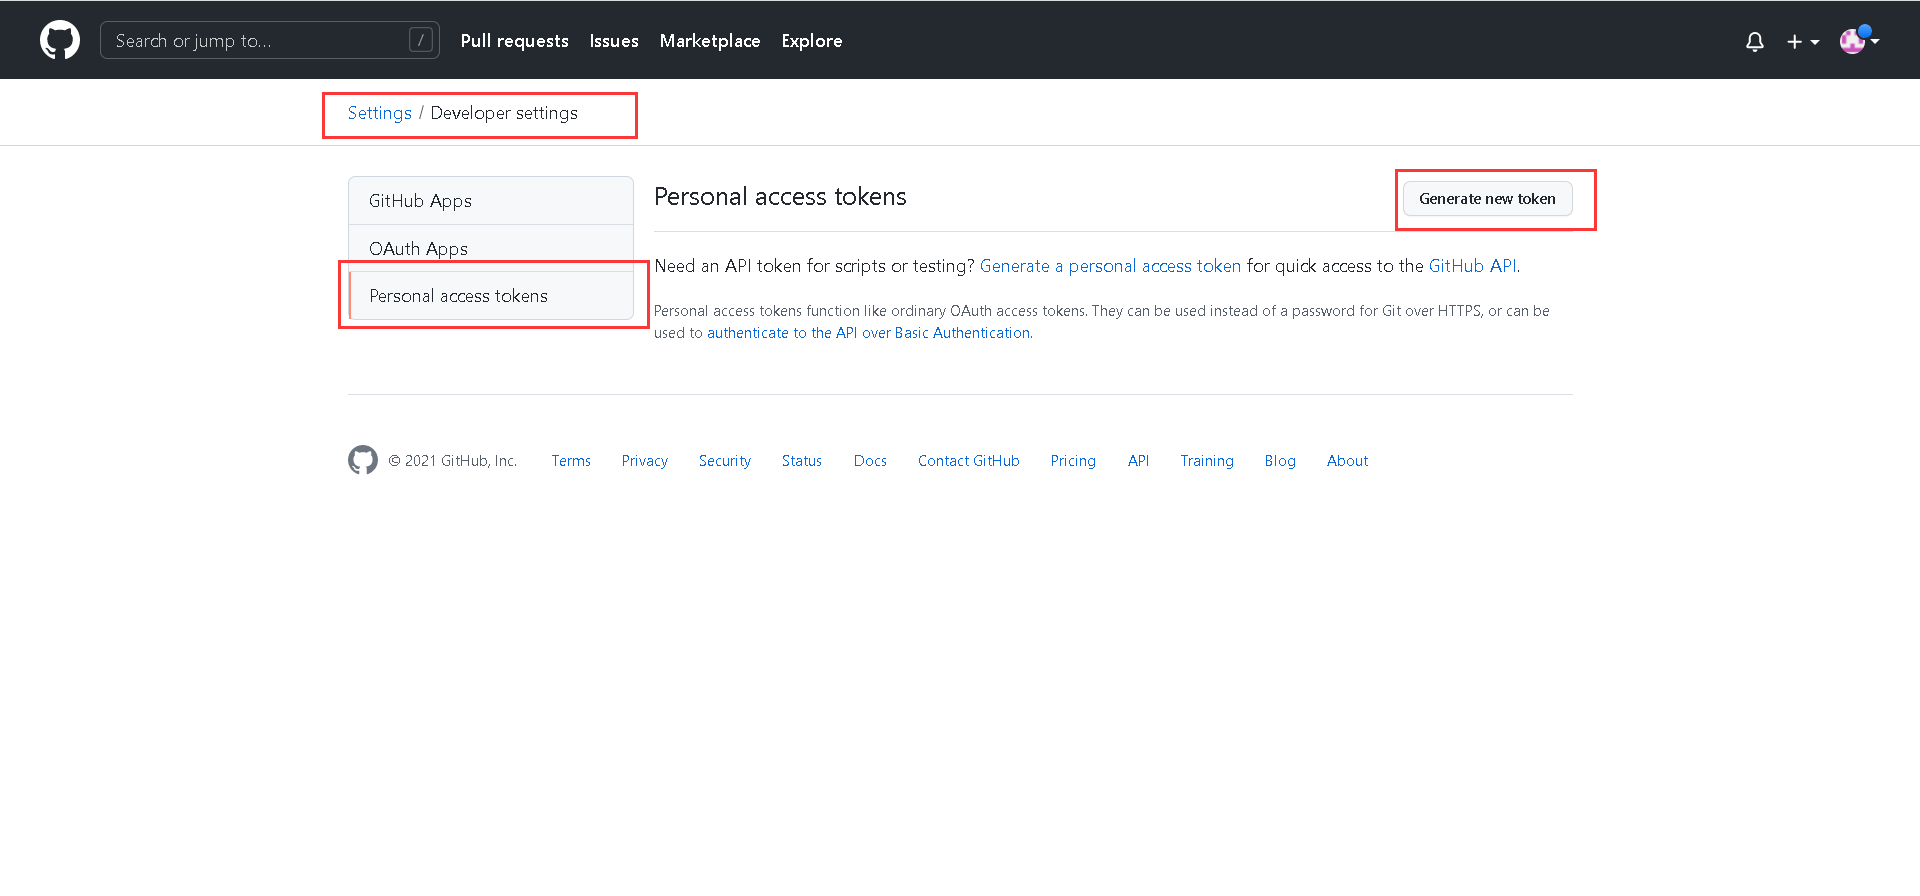 Search or jump to... /
Pull requests Issues Marketplace Explore
Settings / Developer settings
GitHub Apps
OAuth Apps
Personal access tokens
Personal access tokens
Generate new token
Need an API token for scripts or testing? Generate a personal access token for quick access to the GitHub API.
Personal access tokens function like ordinary OAuth access tokens. They can be used instead of a password for Git over HTTPS, or can be
used to authenticate to the API over Basic Authentication.
© 2021 GitHub, Inc. Terms Privacy Security Status Docs Contact GitHub Pricing API Training Blog About